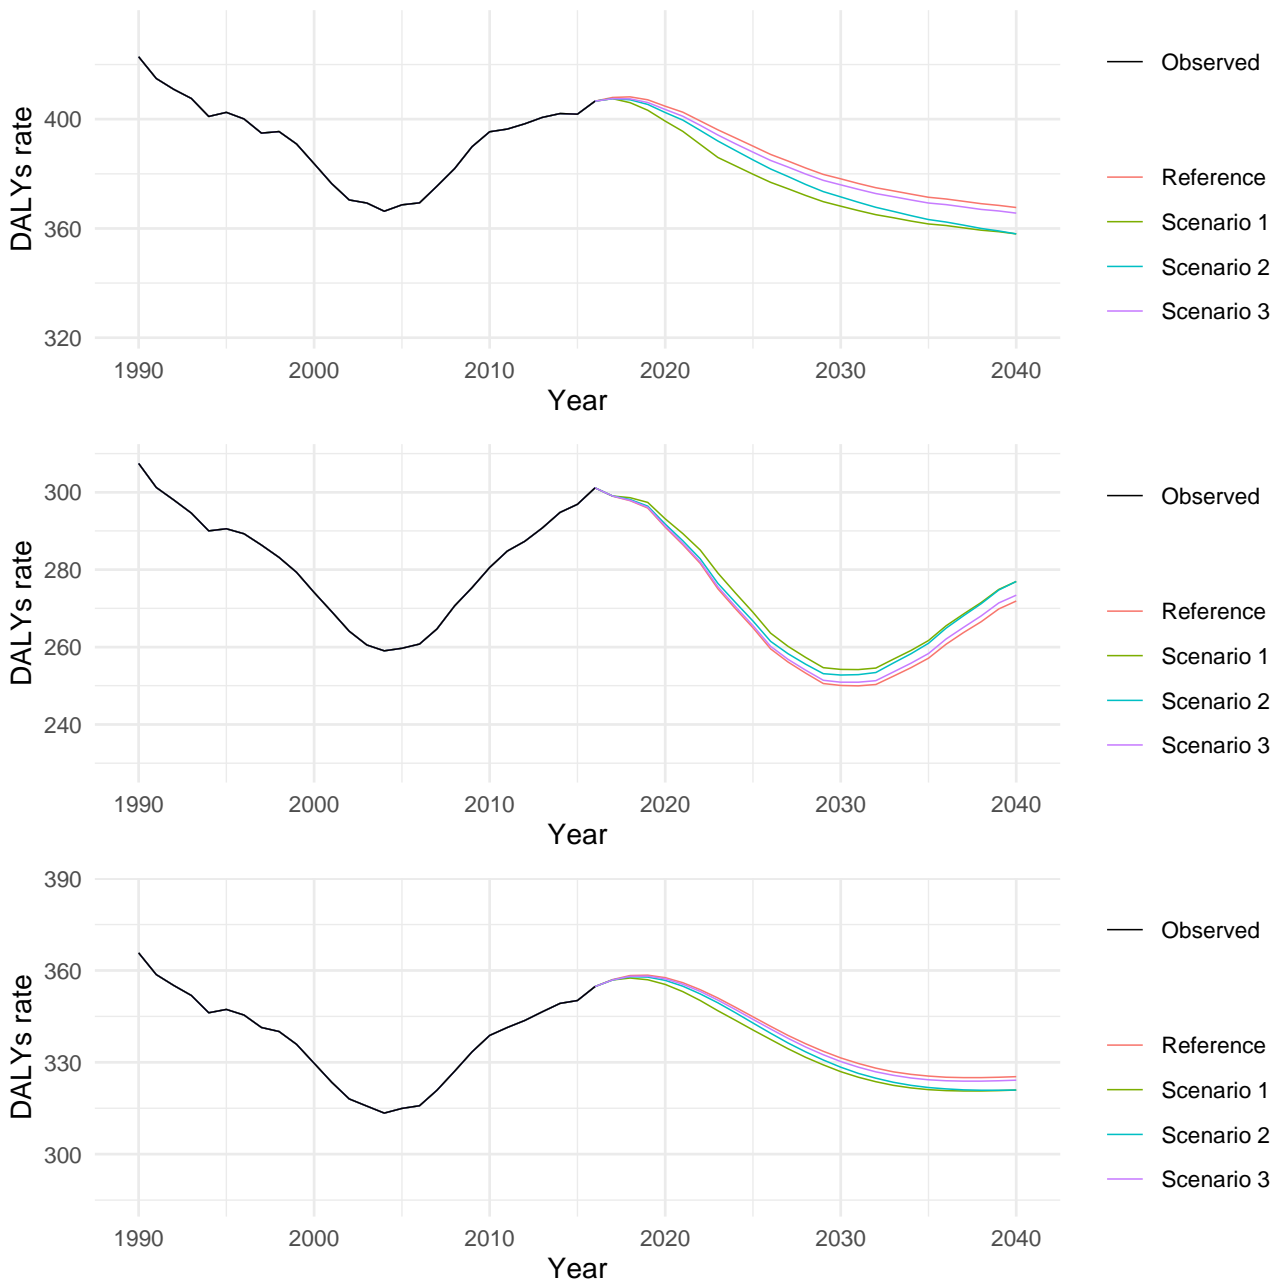 DALYs rate
400
360
320
1990 2000 2010 2020 2030 2040
Year
Observed
Reference
Scenario 1
Scenario 2
Scenario 3
DALYs rate
300
280
260
240
1990 2000 2010 2020 2030 2040
Year
Observed
Reference
Scenario 1
Scenario 2
Scenario 3
DALYs rate
390
360
330
300
1990 2000 2010 2020 2030 2040
Year
Observed
Reference
Scenario 1
Scenario 2
Scenario 3